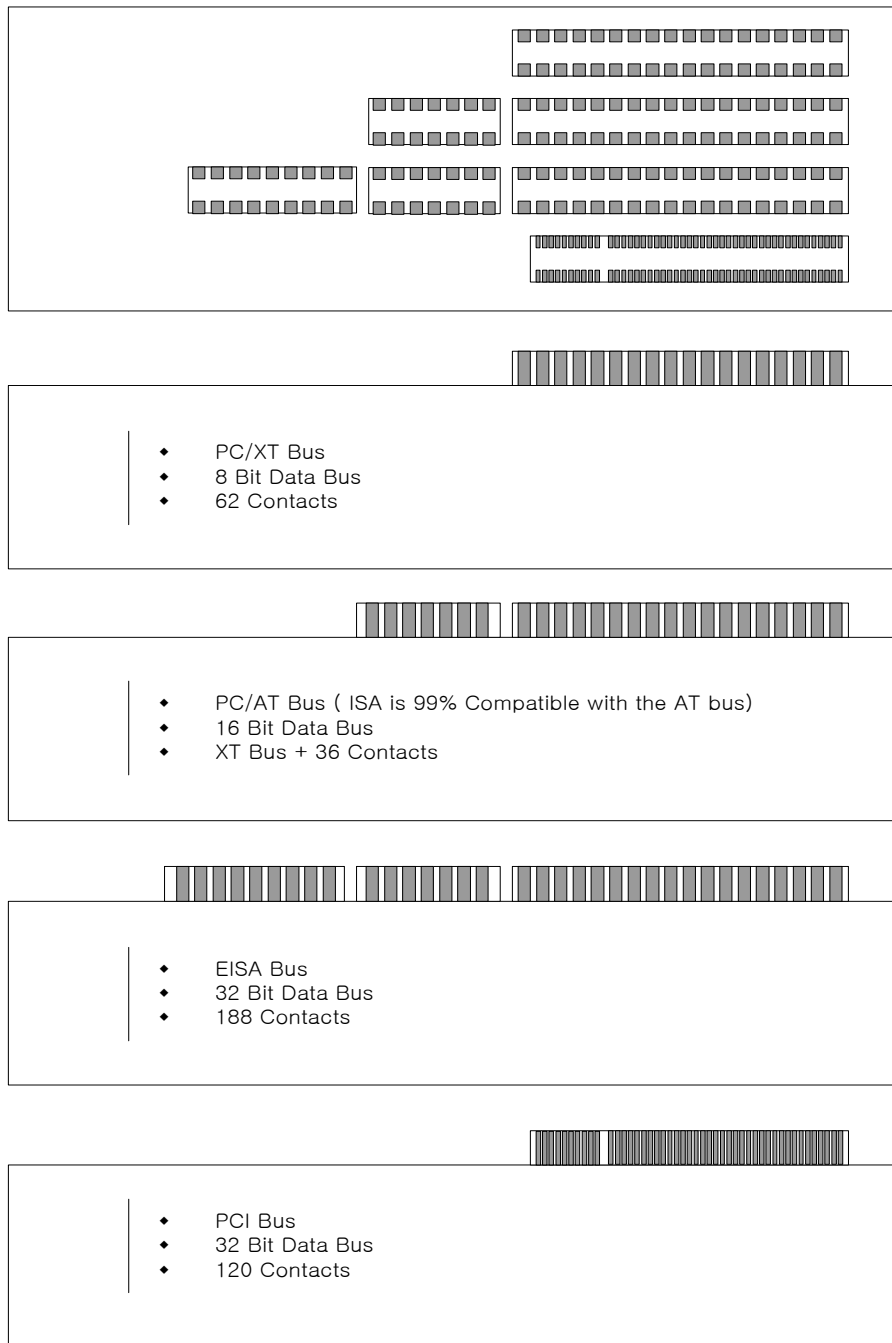 ◆ PC/XT Bus
◆ 8 Bit Data Bus
◆ 62 Contacts
◆ PC/AT Bus ( ISA is 99% Compatible with the AT bus)
◆ 16 Bit Data Bus
◆ XT Bus + 36 Contacts
◆ EISA Bus
◆ 32 Bit Data Bus
◆ 188 Contacts
◆ PCI Bus
◆ 32 Bit Data Bus
◆ 120 Contacts